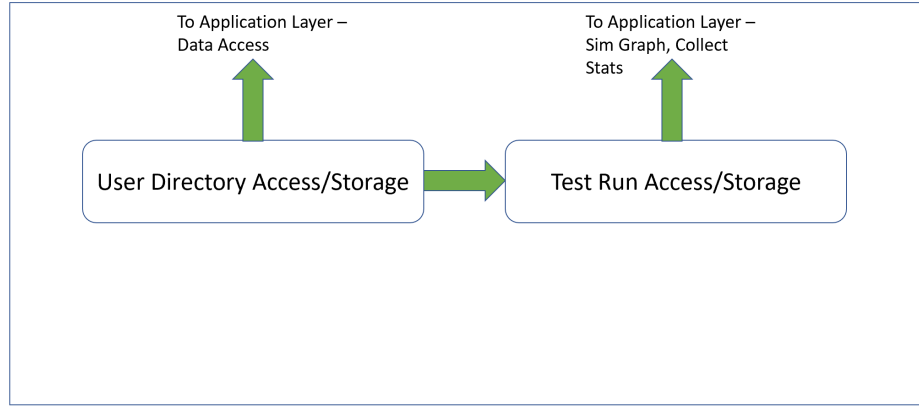 To Application Layer –
Data Access
To Application Layer –
Sim Graph, Collect
Stats
User Directory Access/Storage
Test Run Access/Storage